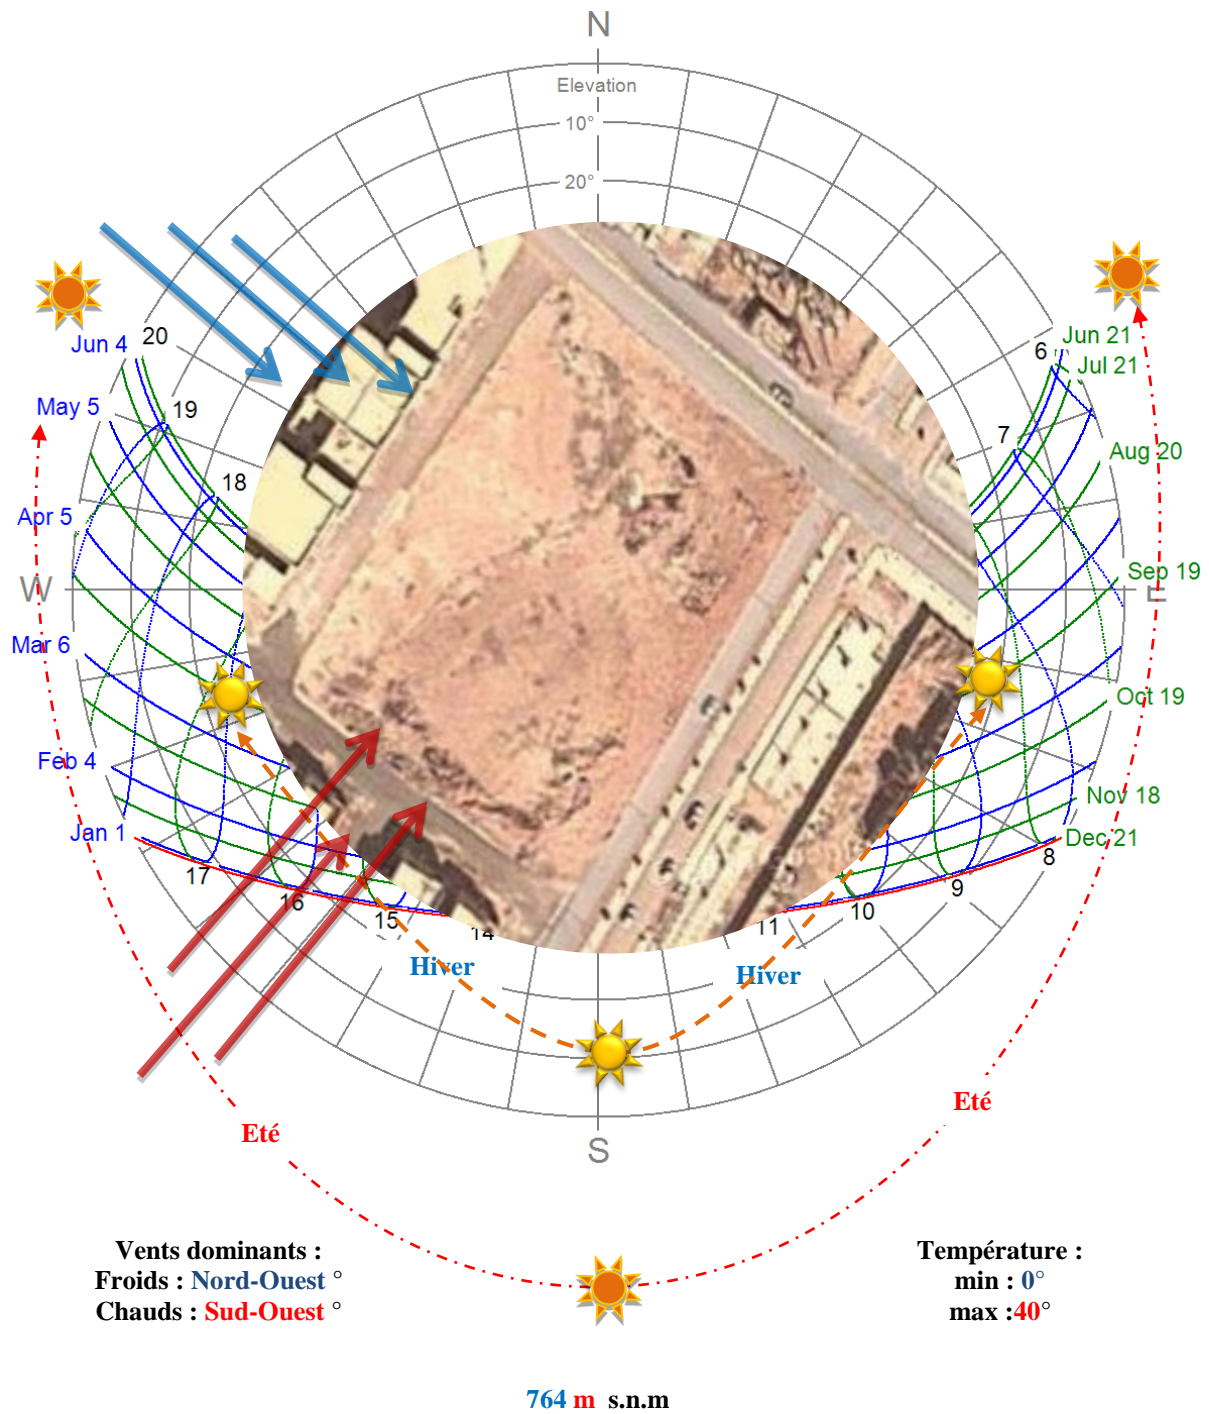 N
Elevation
10°
20°
Jun 4
20
6
Jun 21
Jul 21
May 5
19
7
Aug 20
18
Apr 5
W
E
Sep 19
Mar 6
Oct 19
Feb 4
Nov 18
Jan 1
Dec 21
17
16
15
14
11
10
9
8
Hiver
Hiver
Eté
Eté
S
Vents dominants :
Froids : Nord-Ouest °
Chauds : Sud-Ouest °
Température :
min : 0°
max :40°
764 m s.n.m